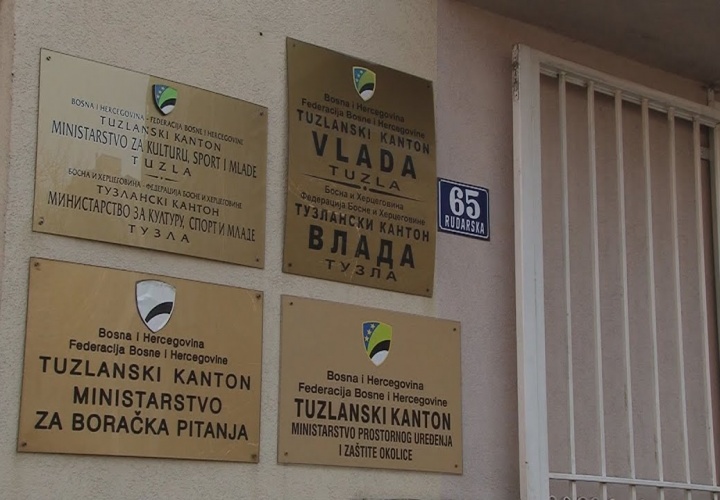 BOSNA I HERCEGOVINA - FEDERACIJA BOSNE I HERCEGOVINE
TUZLANSKI KANTON
MINISTARSTVO ZA KULTURU, SPORT I MLADE
TUZLA
БОСНА И ХЕРЦЕГОВИНА - ФЕДЕРАЦИЈА БОСНЕ И ХЕРЦЕГОВИНЕ
ТУЗЛАНСКИ КАНТОН
МИНИСТАРСТВО ЗА КУЛТУРУ, СПОРТ И МЛАДЕ
ТУЗЛА
Bosna i Hercegovina
Federacija Bosne i Hercegovine
TUZLANSKI KANTON
VLADA
TUZLA
Босна и Херцеговина
Федерација Босне и Херцеговине
ТУЗЛАНСКИ КАНТОН
ВЛАДА
ТУЗЛА
65
RUDARSKA
Bosna i Hercegovina
Federacija Bosne i Hercegovine
TUZLANSKI KANTON
MINISTARSTVO
ZA BORAČKA PITANJA
Bosna i Hercegovina
Federacija Bosne i Hercegovine
TUZLANSKI KANTON
MINISTARSTVO PROSTORNOG UREĐENJA
I ZAŠTITE OKOLICE